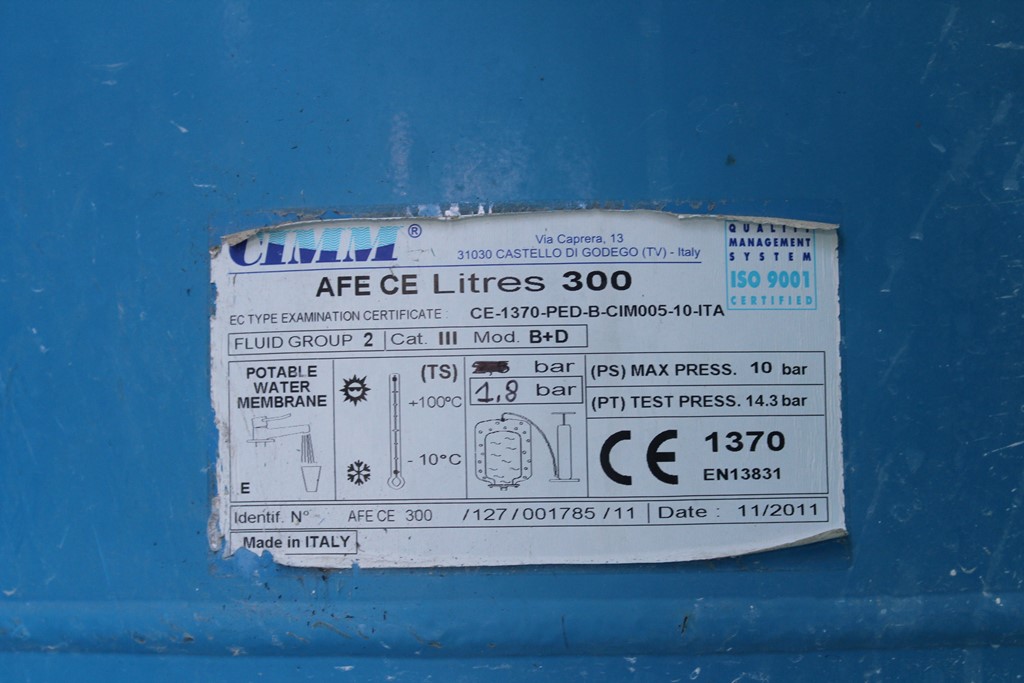 CIMM®
Via Caprera, 13
31030 CASTELLO DI GODEGO (TV) - Italy
QUALITY
MANAGEMENT
SYSTEM
ISO 9001
CERTIFIED
AFE CE Litres 300
EC TYPE EXAMINATION CERTIFICATE : CE-1370-PED-B-CIM005-10-ITA
FLUID GROUP 2 Cat. III Mod. B+D
POTABLE
WATER
MEMBRANE
E
(TS)
+100°C
-10°C
bar
1,8 bar
(PS) MAX PRESS. 10 bar
(PT) TEST PRESS. 14.3 bar
CE 1370
EN13831
Identif. N° AFE CE 300 /127/001785/11 Date : 11/2011
Made in ITALY